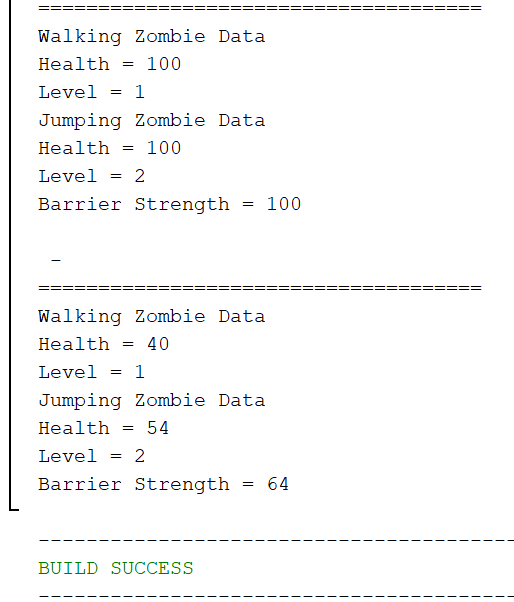 =====================================
Walking Zombie Data
Health = 100
Level = 1
Jumping Zombie Data
Health = 100
Level = 2
Barrier Strength = 100
-
=====================================
Walking Zombie Data
Health = 40
Level = 1
Jumping Zombie Data
Health = 54
Level = 2
Barrier Strength = 64
----------------------------------------
BUILD SUCCESS
----------------------------------------